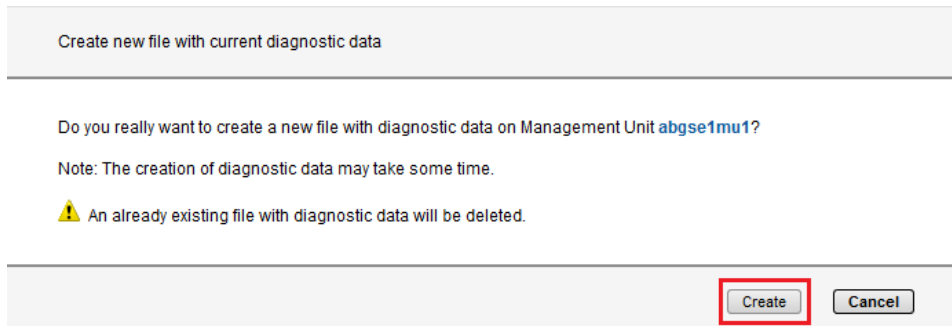 Create new file with current diagnostic data
Do you really want to create a new file with diagnostic data on Management Unit abgse1mu1?
Note: The creation of diagnostic data may take some time.
An already existing file with diagnostic data will be deleted.
Create Cancel